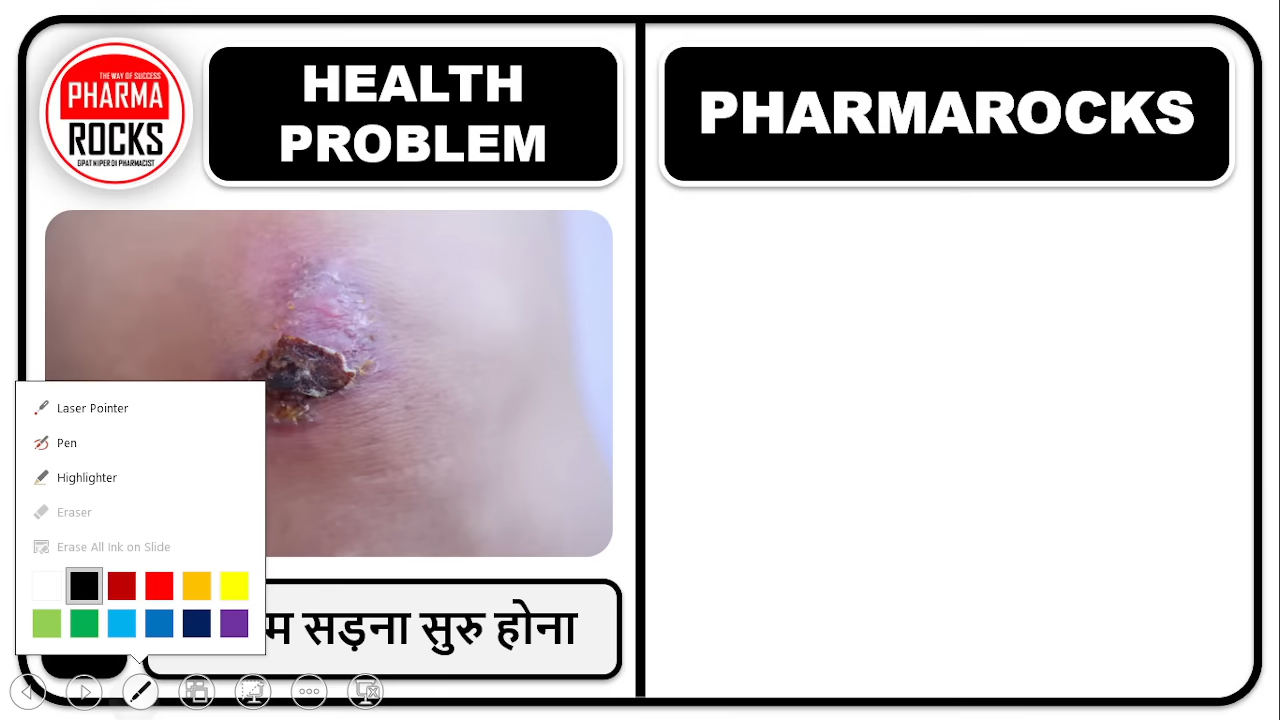 THE WAY OF SUCCESS
PHARMA
ROCKS
GPAT NIPER DI PHARMACIST
HEALTH
PROBLEM
PHARMAROCKS
Laser Pointer
Pen
Highlighter
Eraser
Erase All Ink on Slide
सड़ना सुरु होना